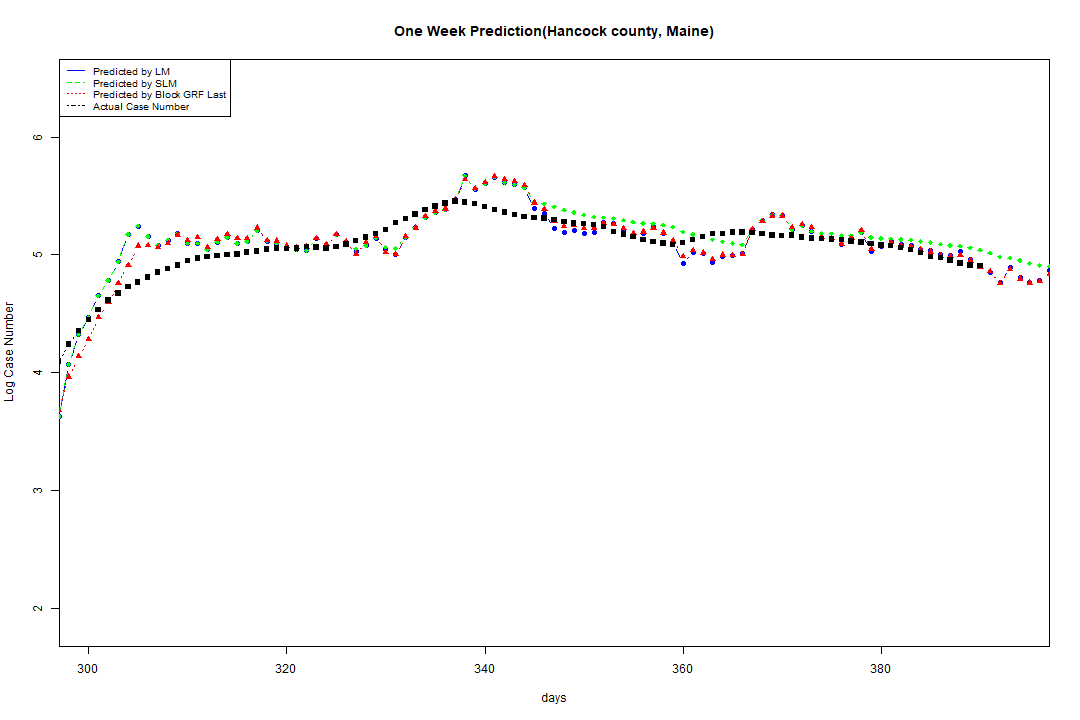 One Week Prediction(Hancock county, Maine)
Predicted by LM
Predicted by SLM
Predicted by Block GRF Last
Actual Case Number
6
5
4
3
2
Log Case Number
300 320 340 360 380
days